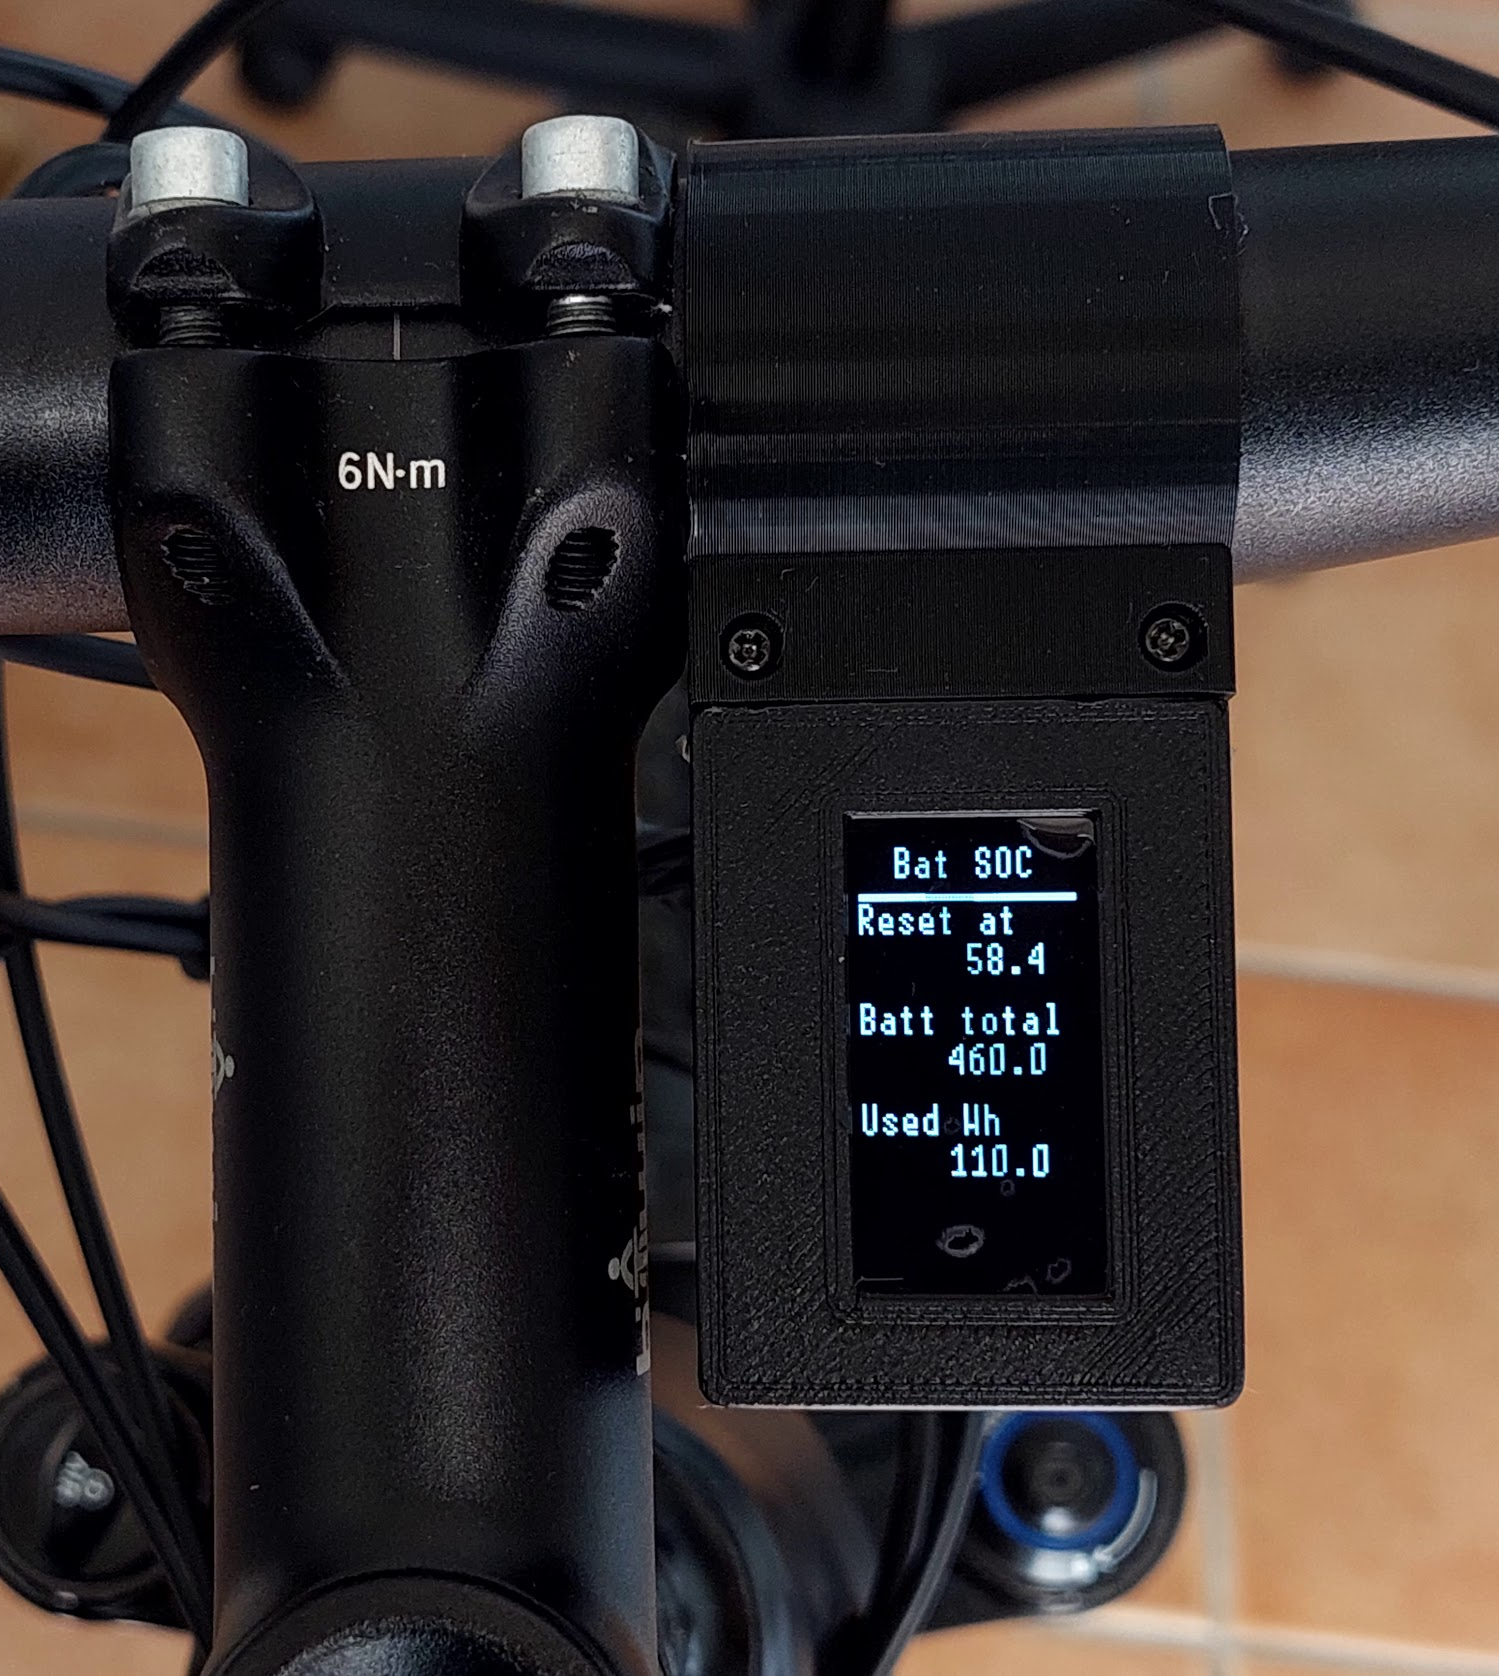 6N·m
Bat SOC
Reset at
58.4
Batt total
460.0
Used Wh
110.0